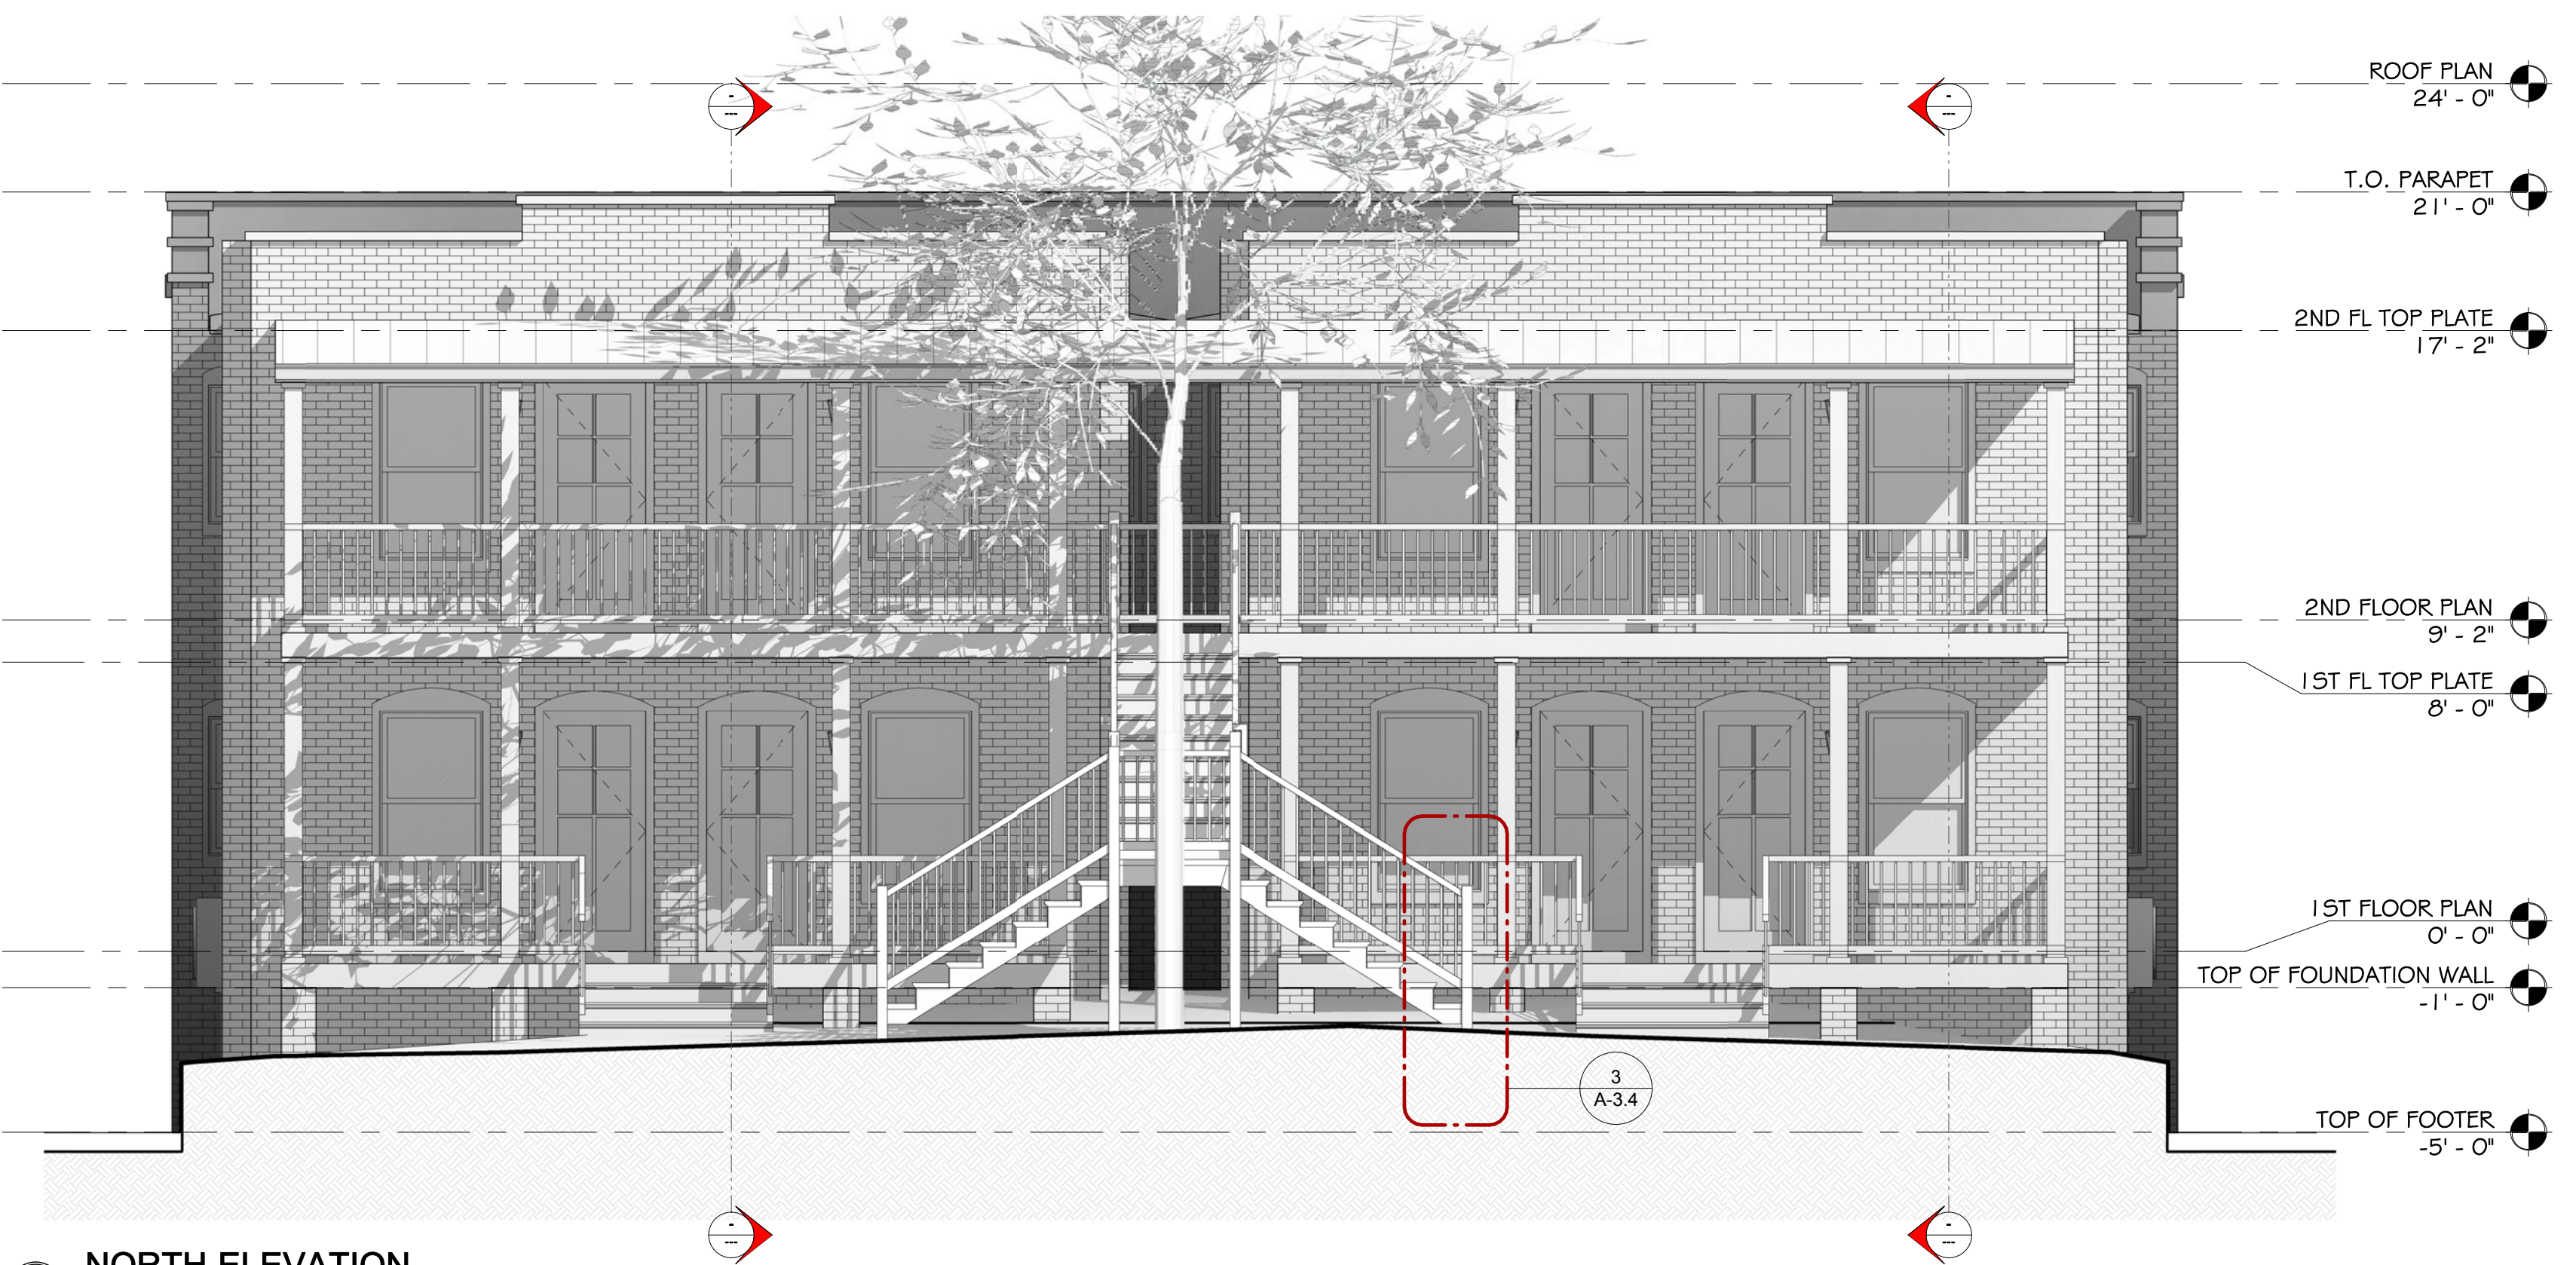 -
---
-
---
ROOF PLAN
24' - 0"
T.O. PARAPET
21' - 0"
2ND FL TOP PLATE
17' - 2"
2ND FLOOR PLAN
9' - 2"
1ST FL TOP PLATE
8' - 0"
1ST FLOOR PLAN
0' - 0"
TOP OF FOUNDATION WALL
-1' - 0"
3
A-3.4
TOP OF FOOTER
-5' - 0"
-
---
-
---
NORTH ELEVATION